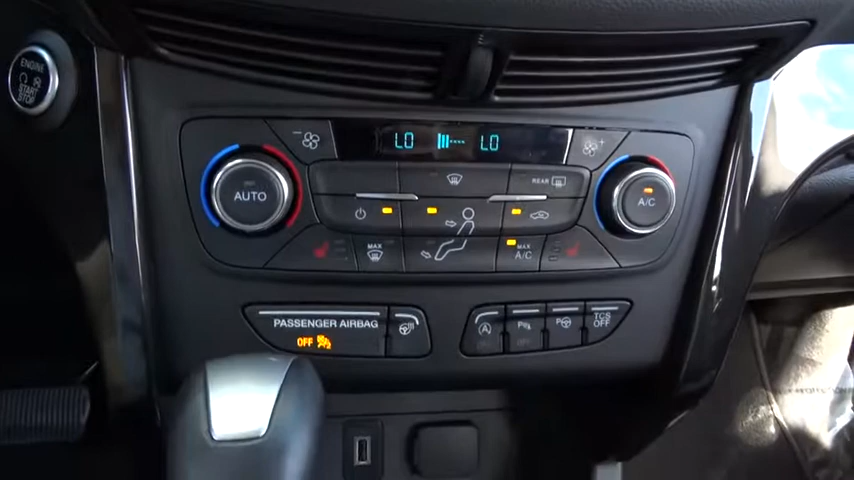 ENGINE
START
STOP
LO LO
AUTO
REAR
A/C
MAX
MAX
A/C
PASSENGER AIRBAG
OFF
A
P
P
TCS
OFF